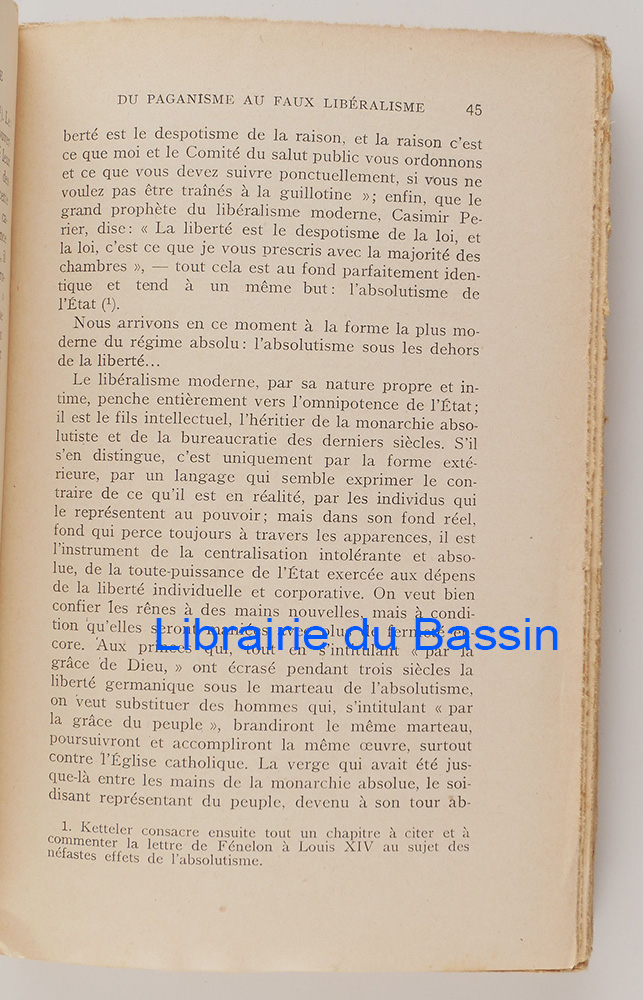 DU PAGANISME AU FAUX LIBÉRALISME 45
berté est le despotisme de la raison, et la raison c'est
ce que moi et le Comité du salut public vous ordonnons
et ce que vous devez suivre ponctuellement, si vous ne
voulez pas être traînés à la guillotine »; enfin, que le
grand prophète du libéralisme moderne, Casimir Pe-
rier, dise: « La liberté est le despotisme de la loi, et
la loi, c'est ce que je vous prescris avec la majorité des
chambres », — tout cela est au fond parfaitement iden-
tique et tend à un même but: l'absolutisme de
l'État (¹).
Nous arrivons en ce moment à la forme la plus mo-
derne du régime absolu: l'absolutisme sous les dehors
de la liberté...
Le libéralisme moderne, par sa nature propre et in-
time, penche entièrement vers l'omnipotence de l'État;
il est le fils intellectuel, l'héritier de la monarchie abso-
lutiste et de la bureaucratie des derniers siècles. S'il
s'en distingue, c'est uniquement par la forme exté-
rieure, par un langage qui semble exprimer le con-
traire de ce qu'il est en réalité, par les individus qui
le représentent au pouvoir; mais dans son fond réel,
fond qui perce toujours à travers les apparences, il est
l'instrument de la centralisation intolérante et abso-
lue, de la toute-puissance de l'État exercée aux dépens
de la liberté individuelle et corporative. On veut bien
confier les rênes à des mains nouvelles, mais à condi-
tion qu'elles seront maniées avec plus de fermeté en-
core. Aux princes qui, tout en s'intitulant « par la
grâce de Dieu, » ont écrasé pendant trois siècles la
liberté germanique sous le marteau de l'absolutisme,
on veut substituer des hommes qui, s'intitulant « par
la grâce du peuple », brandiront le même marteau,
poursuivront et accompliront la même œuvre, surtout
contre l'Église catholique. La verge qui avait été jus-
que-là entre les mains de la monarchie absolue, le soi-
disant représentant du peuple, devenu à son tour ab-
1. Ketteler consacre ensuite tout un chapitre à citer et à
commenter la lettre de Fénelon à Louis XIV au sujet des
néfastes effets de l'absolutisme.
Librairie du Bassin